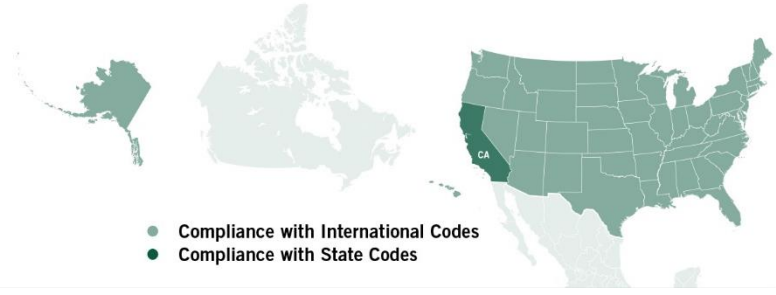 CA
Compliance with International Codes
Compliance with State Codes